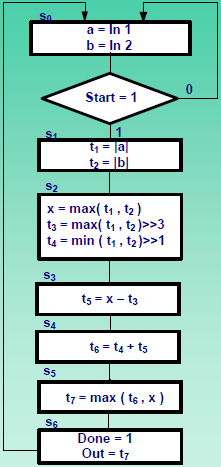 s₀
a = In 1
b = In 2
Start = 1
0
1
s₁
t₁ = |a|
t₂ = |b|
s₂
x = max( t₁ , t₂ )
t₃ = max( t₁ , t₂ )>>3
t₄ = min ( t₁ , t₂ )>>1
s₃
t₅ = x – t₃
s₄
t₆ = t₄ + t₅
s₅
t₇ = max ( t₆ , x )
s₆
Done = 1
Out = t₇